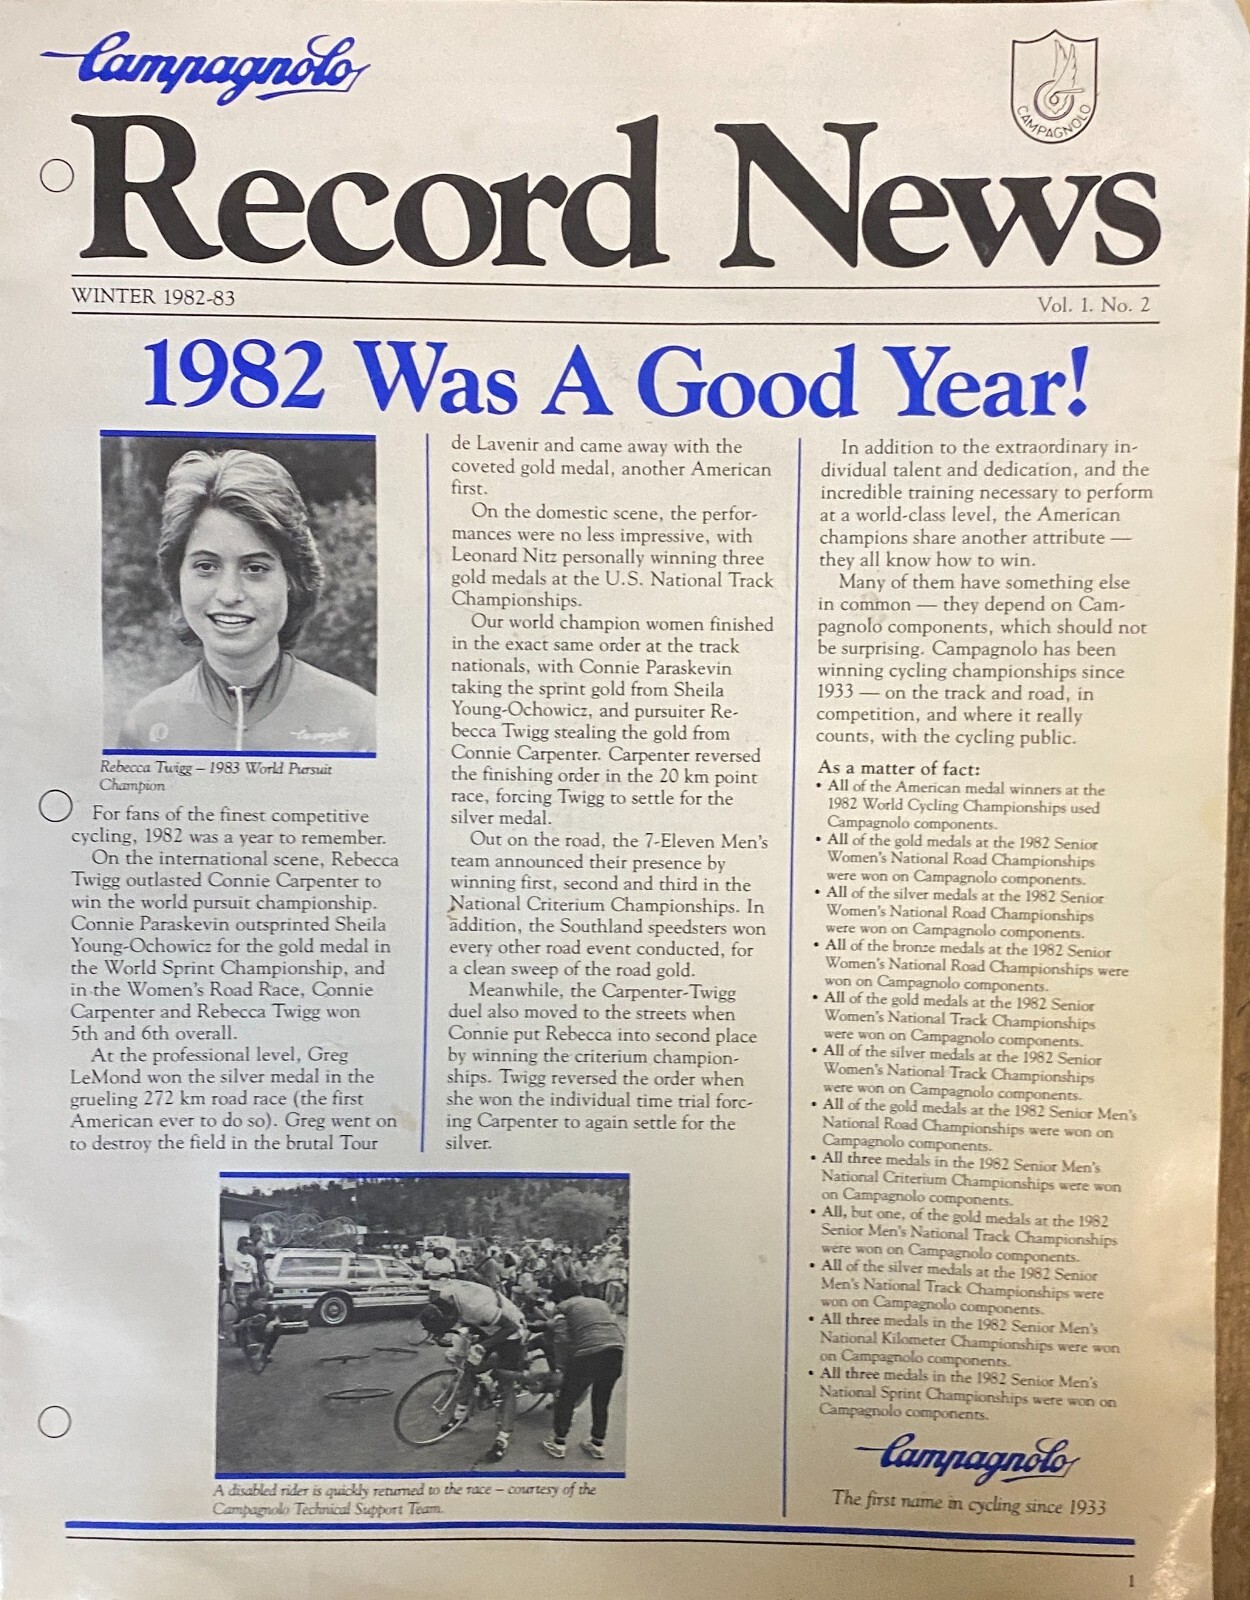 Campagnolo
CAMPAGNOLO
Record News
WINTER 1982-83
Vol. 1. No. 2
1982 Was A Good Year!
Campagnolo
Rebecca Twigg – 1983 World Pursuit
Champion
For fans of the finest competitive
cycling, 1982 was a year to remember.
On the international scene, Rebecca
Twigg outlasted Connie Carpenter to
win the world pursuit championship.
Connie Paraskevin outsprinted Sheila
Young-Ochowicz for the gold medal in
the World Sprint Championship, and
in the Women's Road Race, Connie
Carpenter and Rebecca Twigg won
5th and 6th overall.
At the professional level, Greg
LeMond won the silver medal in the
grueling 272 km road race (the first
American ever to do so). Greg went on
to destroy the field in the brutal Tour
de Lavenir and came away with the
coveted gold medal, another American
first.
On the domestic scene, the perfor-
mances were no less impressive, with
Leonard Nitz personally winning three
gold medals at the U.S. National Track
Championships.
Our world champion women finished
in the exact same order at the track
nationals, with Connie Paraskevin
taking the sprint gold from Sheila
Young-Ochowicz, and pursuiter Re-
becca Twigg stealing the gold from
Connie Carpenter. Carpenter reversed
the finishing order in the 20 km point
race, forcing Twigg to settle for the
silver medal.
Out on the road, the 7-Eleven Men's
team announced their presence by
winning first, second and third in the
National Criterium Championships. In
addition, the Southland speedsters won
every other road event conducted, for
a clean sweep of the road gold.
Meanwhile, the Carpenter-Twigg
duel also moved to the streets when
Connie put Rebecca into second place
by winning the criterium champion-
ships. Twigg reversed the order when
she won the individual time trial forc-
ing Carpenter to again settle for the
silver.
A disabled rider is quickly returned to the race – courtesy of the
Campagnolo Technical Support Team.
In addition to the extraordinary in-
dividual talent and dedication, and the
incredible training necessary to perform
at a world-class level, the American
champions share another attribute —
they all know how to win.
Many of them have something else
in common — they depend on Cam-
pagnolo components, which should not
be surprising. Campagnolo has been
winning cycling championships since
1933 — on the track and road, in
competition, and where it really
counts, with the cycling public.
As a matter of fact:
• All of the American medal winners at the
1982 World Cycling Championships used
Campagnolo components.
• All of the gold medals at the 1982 Senior
Women's National Road Championships
were won on Campagnolo components.
• All of the silver medals at the 1982 Senior
Women's National Road Championships
were won on Campagnolo components.
• All of the bronze medals at the 1982 Senior
Women's National Road Championships were
won on Campagnolo components.
• All of the gold medals at the 1982 Senior
Women's National Track Championships
were won on Campagnolo components.
• All of the silver medals at the 1982 Senior
Women's National Track Championships
were won on Campagnolo components.
• All of the gold medals at the 1982 Senior Men's
National Road Championships were won on
Campagnolo components.
• All three medals in the 1982 Senior Men's
National Criterium Championships were won
on Campagnolo components.
• All, but one, of the gold medals at the 1982
Senior Men's National Track Championships
were won on Campagnolo components.
• All of the silver medals at the 1982 Senior
Men's National Track Championships were
won on Campagnolo components.
• All three medals in the 1982 Senior Men's
National Kilometer Championships were won
on Campagnolo components.
• All three medals in the 1982 Senior Men's
National Sprint Championships were won on
Campagnolo components.
Campagnolo
The first name in cycling since 1933
1